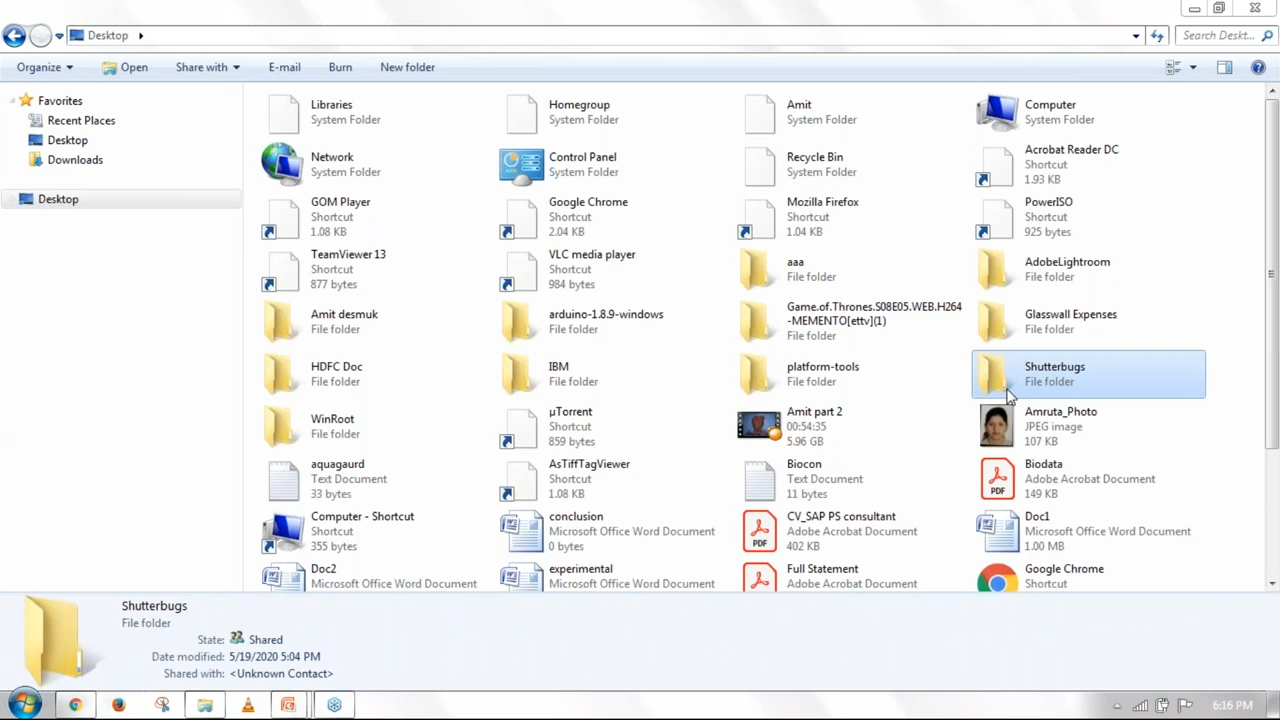 Desktop
Search Deskt...
Organize
Open
Share with
E-mail
Burn
New folder
Favorites
Recent Places
Desktop
Downloads
Desktop
Libraries
System Folder
Homegroup
System Folder
Amit
System Folder
Computer
System Folder
Network
System Folder
Control Panel
System Folder
Recycle Bin
System Folder
Acrobat Reader DC
Shortcut
1.93 KB
GOM Player
Shortcut
1.08 KB
Google Chrome
Shortcut
2.04 KB
Mozilla Firefox
Shortcut
1.04 KB
PowerISO
Shortcut
925 bytes
TeamViewer 13
Shortcut
877 bytes
VLC media player
Shortcut
984 bytes
aaa
File folder
AdobeLightroom
File folder
Amit desmuk
File folder
arduino-1.8.9-windows
File folder
Game.of.Thrones.S08E05.WEB.H264
-MEMENTO[ettv](1)
File folder
Glasswall Expenses
File folder
HDFC Doc
File folder
IBM
File folder
platform-tools
File folder
Shutterbugs
File folder
WinRoot
File folder
µTorrent
Shortcut
859 bytes
Amit part 2
00:54:35
5.96 GB
Amruta_Photo
JPEG image
107 KB
aquagaurd
Text Document
33 bytes
AsTiffTagViewer
Shortcut
1.08 KB
Biocon
Text Document
11 bytes
PDF
Biodata
Adobe Acrobat Document
149 KB
Computer - Shortcut
Shortcut
355 bytes
conclusion
Microsoft Office Word Document
0 bytes
PDF
CV_SAP PS consultant
Adobe Acrobat Document
402 KB
Doc1
Microsoft Office Word Document
1.00 MB
Doc2
Microsoft Office Word Document
experimental
Microsoft Office Word Document
Full Statement
Adobe Acrobat Document
Google Chrome
Shortcut
Shutterbugs
File folder
State: Shared
Date modified: 5/19/2020 5:04 PM
Shared with: <Unknown Contact>
6:16 PM